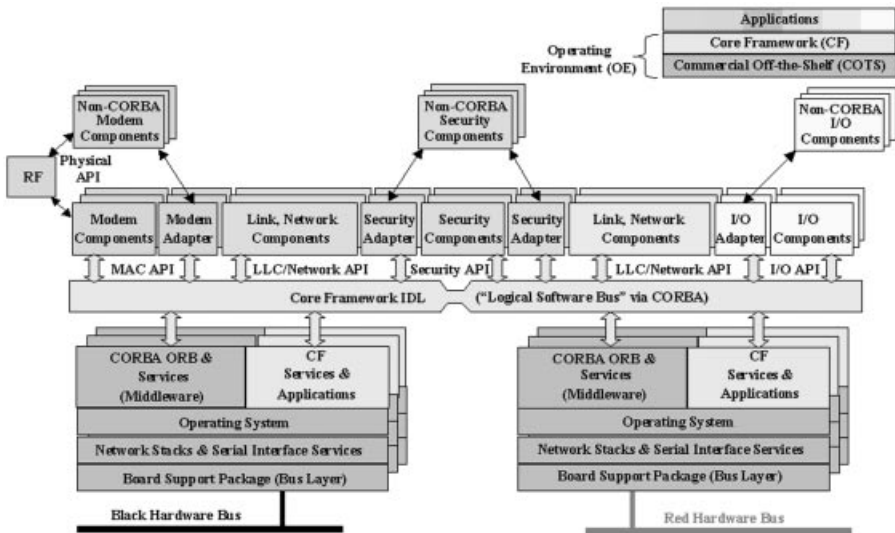 Applications
Operating
Environment (OE)
Core Framework (CF)
Commercial Off-the-Shelf (COTS)
Non-CORBA
Modem
Components
Non-CORBA
Security
Components
Non-CORBA
I/O
Components
Physical
API
RF
Modem
Components
Modem
Adapter
Link, Network
Components
Security
Adapter
Security
Components
Security
Adapter
Link, Network
Components
I/O
Adapter
I/O
Components
MAC API
LLC/Network API
Security API
LLC/Network API
I/O API
Core Framework IDL
("Logical Software Bus" via CORBA)
CORBA ORB &
Services
(Middleware)
CF
Services &
Applications
Operating System
Network Stacks & Serial Interface Services
Board Support Package (Bus Layer)
Black Hardware Bus
CORBA ORB &
Services
(Middleware)
CF
Services &
Applications
Operating System
Network Stacks & Serial Interface Services
Board Support Package (Bus Layer)
Red Hardware Bus